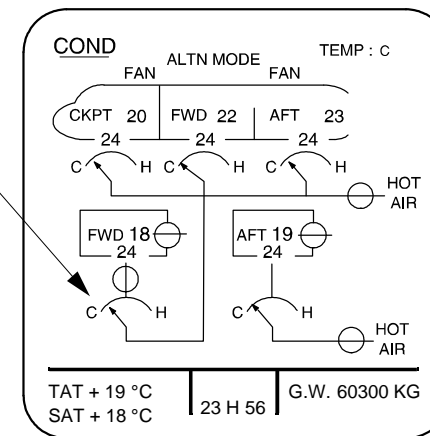 COND
ALTN MODE
TEMP : C
FAN FAN
CKPT 20 FWD 22 AFT 23
24 24 24
C H C H C H
HOT
AIR
FWD 18 AFT 19
24 24
C H C H
HOT
AIR
TAT + 19 °C
SAT + 18 °C
23 H 56
G.W. 60300 KG